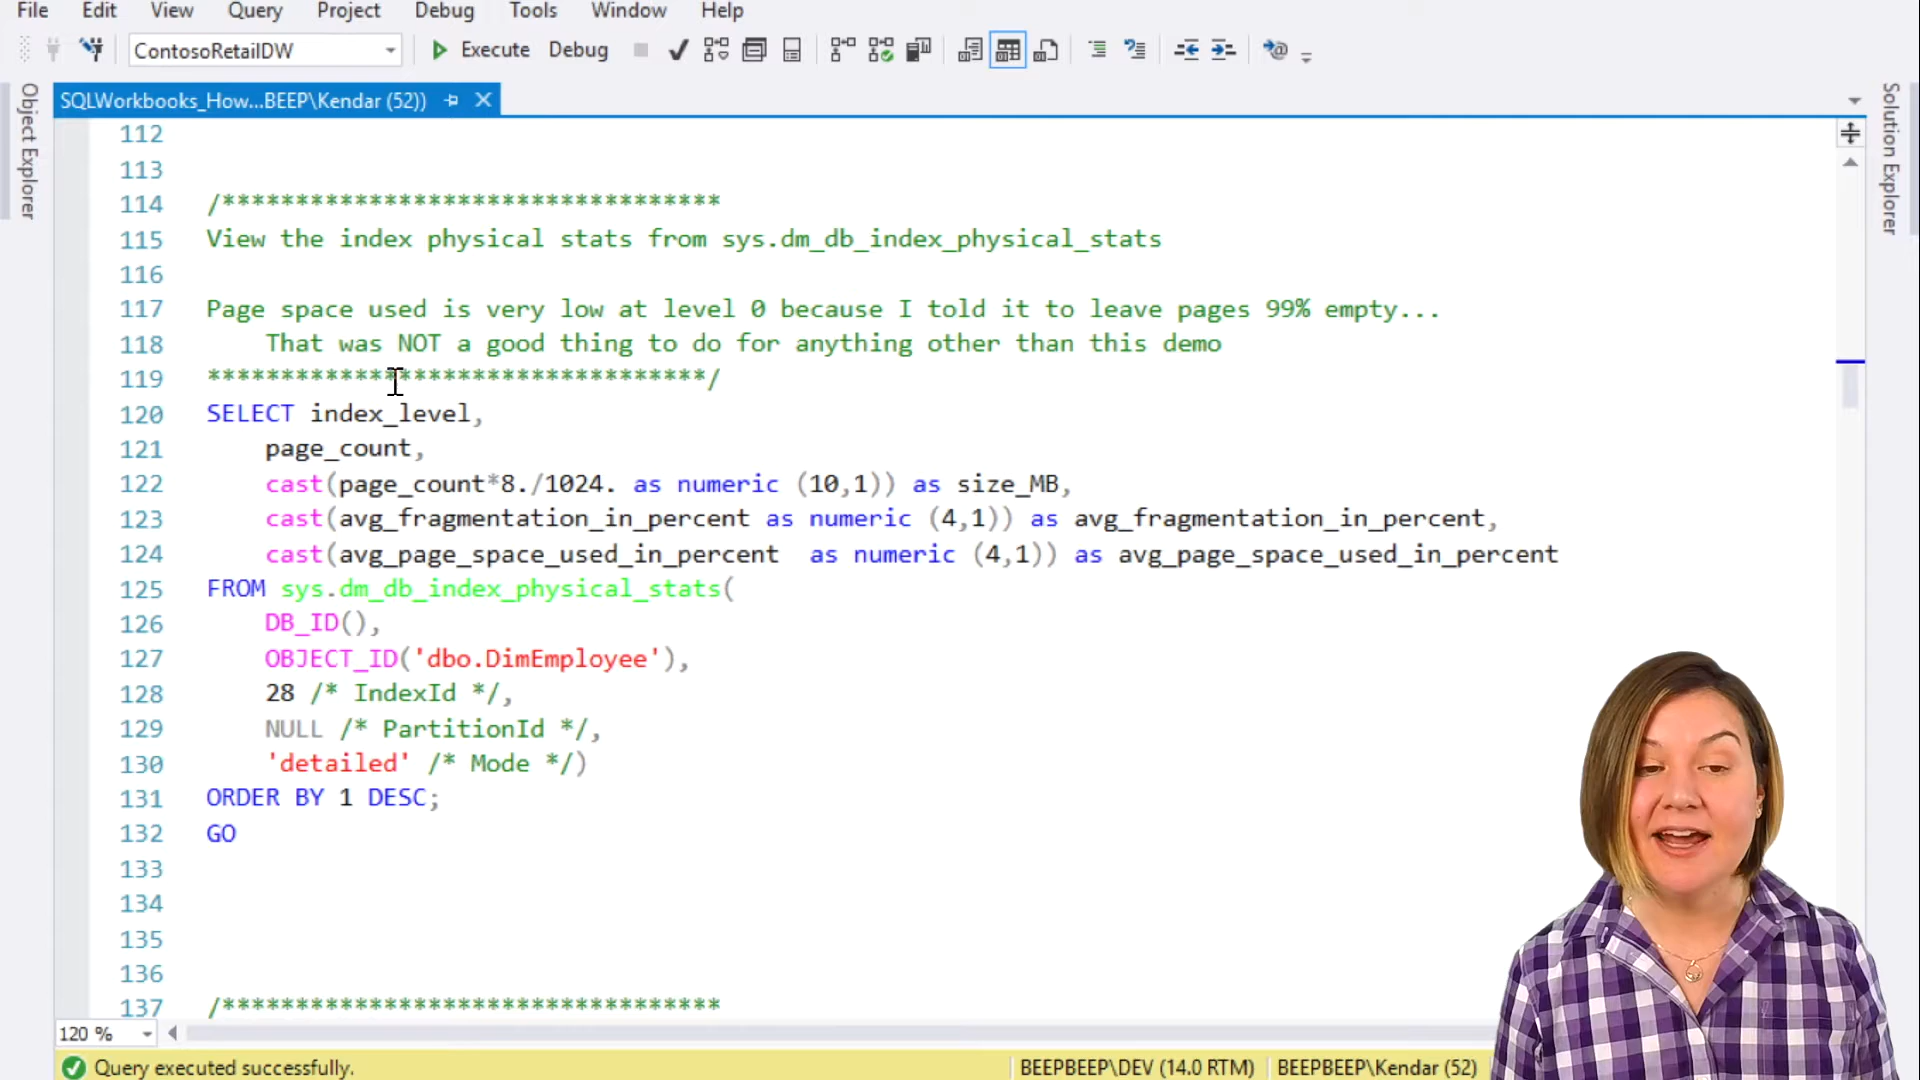 File Edit View Query Project Debug Tools Window Help
ContosoRetailDW Execute Debug
SQLWorkbooks_How...BEEP\Kendar (52))
Object Explorer
Solution Explorer
112
113
114 /**********************************
115 View the index physical stats from sys.dm_db_index_physical_stats
116
117 Page space used is very low at level 0 because I told it to leave pages 99% empty...
118 That was NOT a good thing to do for anything other than this demo
119 **********************************/
120 SELECT index_level,
121 page_count,
122 cast(page_count*8./1024. as numeric (10,1)) as size_MB,
123 cast(avg_fragmentation_in_percent as numeric (4,1)) as avg_fragmentation_in_percent,
124 cast(avg_page_space_used_in_percent  as numeric (4,1)) as avg_page_space_used_in_percent
125 FROM sys.dm_db_index_physical_stats(
126 DB_ID(),
127 OBJECT_ID('dbo.DimEmployee'),
128 28 /* IndexId */,
129 NULL /* PartitionId */,
130 'detailed' /* Mode */)
131 ORDER BY 1 DESC;
132 GO
133
134
135
136
137 /**********************************
120 %
Query executed successfully. BEEPBEEP\DEV (14.0 RTM) BEEPBEEP\Kendar (52)